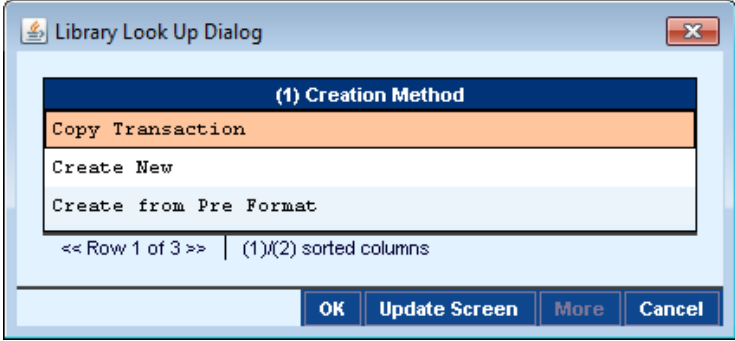 Library Look Up Dialog
(1) Creation Method
Copy Transaction
Create New
Create from Pre Format
<< Row 1 of 3 >> | (1)/(2) sorted columns
OK Update Screen More Cancel